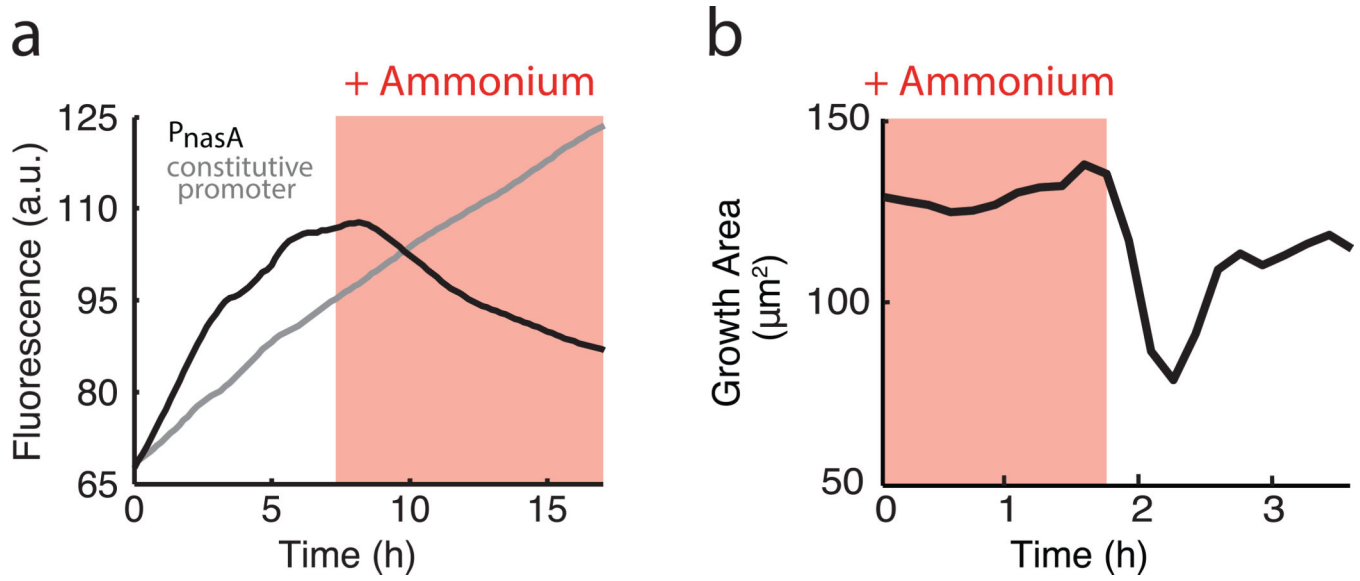 a
+ Ammonium
125
110
95
80
65
Fluorescence (a.u.)
PnasA
constitutive
promoter
0 5 10 15
Time (h)
b
+ Ammonium
150
100
50
Growth Area
(µm²)
0 1 2 3
Time (h)